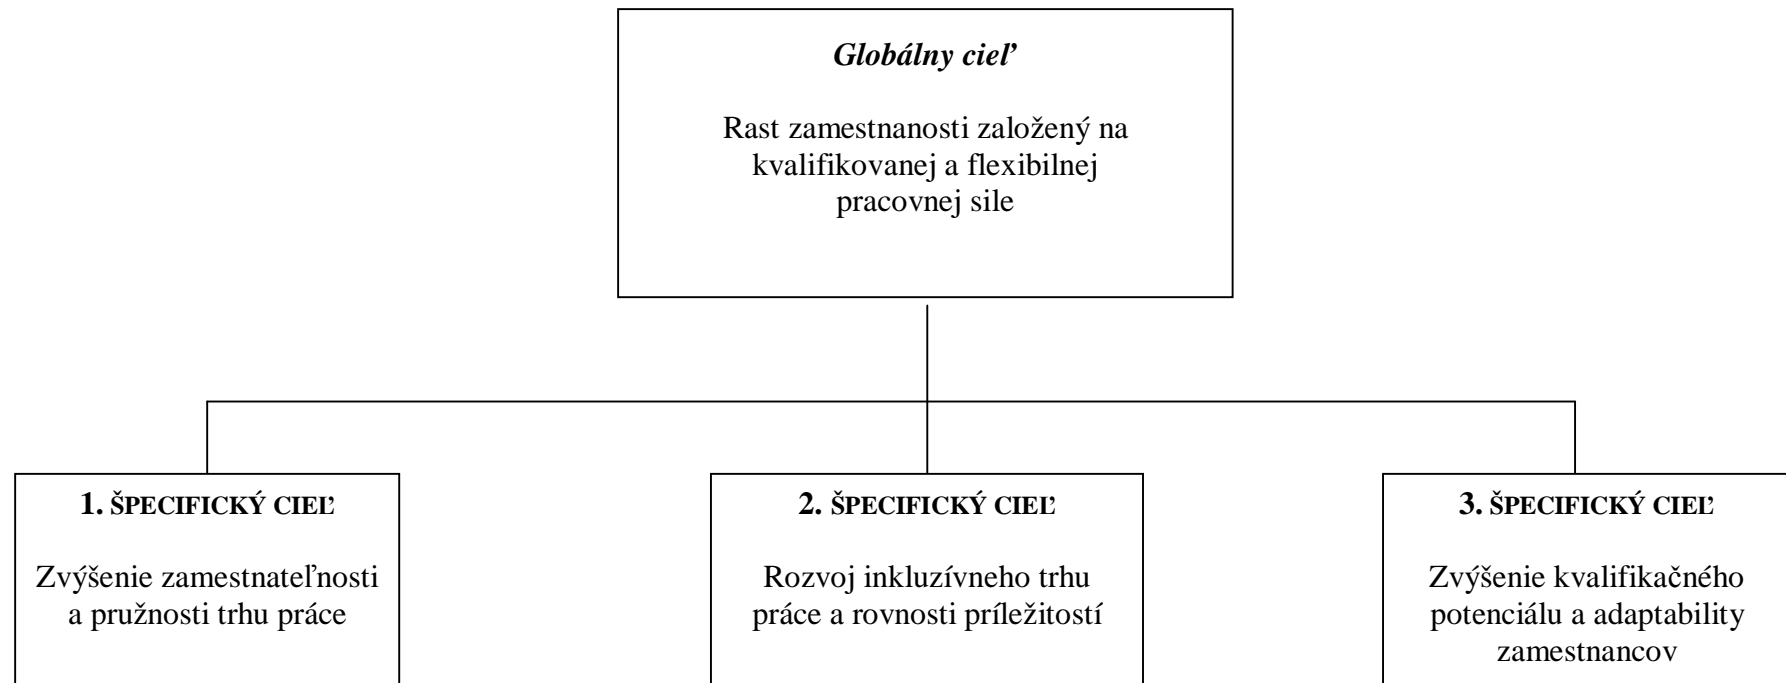 Globálny cieľ
Rast zamestnanosti založený na
kvalifikovanej a flexibilnej
pracovnej sile
1. ŠPECIFICKÝ CIEĽ
Zvýšenie zamestnateľnosti
a pružnosti trhu práce
2. ŠPECIFICKÝ CIEĽ
Rozvoj inkluzívneho trhu
práce a rovnosti príležitostí
3. ŠPECIFICKÝ CIEĽ
Zvýšenie kvalifikačného
potenciálu a adaptability
zamestnancov